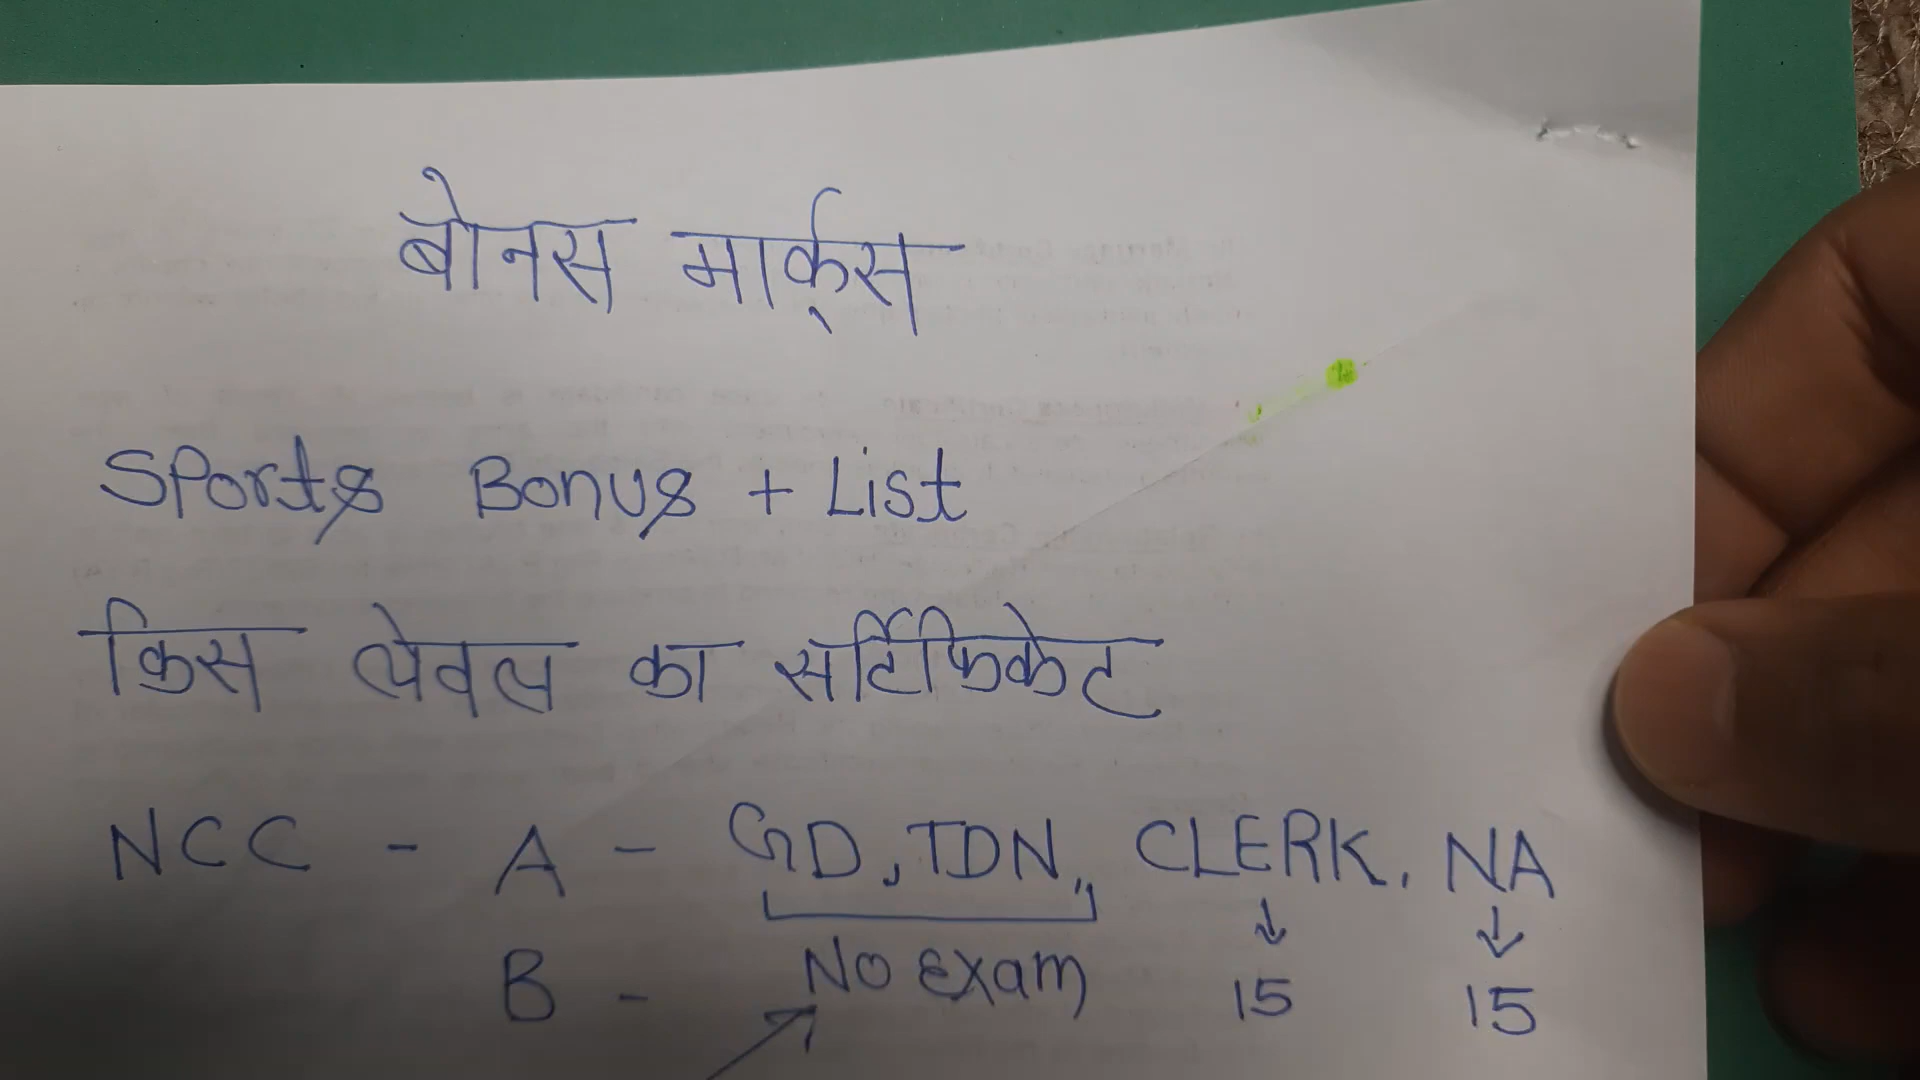 बोनस मार्क्स
Sports Bonus + List
किस लेवल का सर्टिफिकेट
NCC - A - GD, TDN,, CLERK, NA
↓ ↓
B - No Exam 15 15